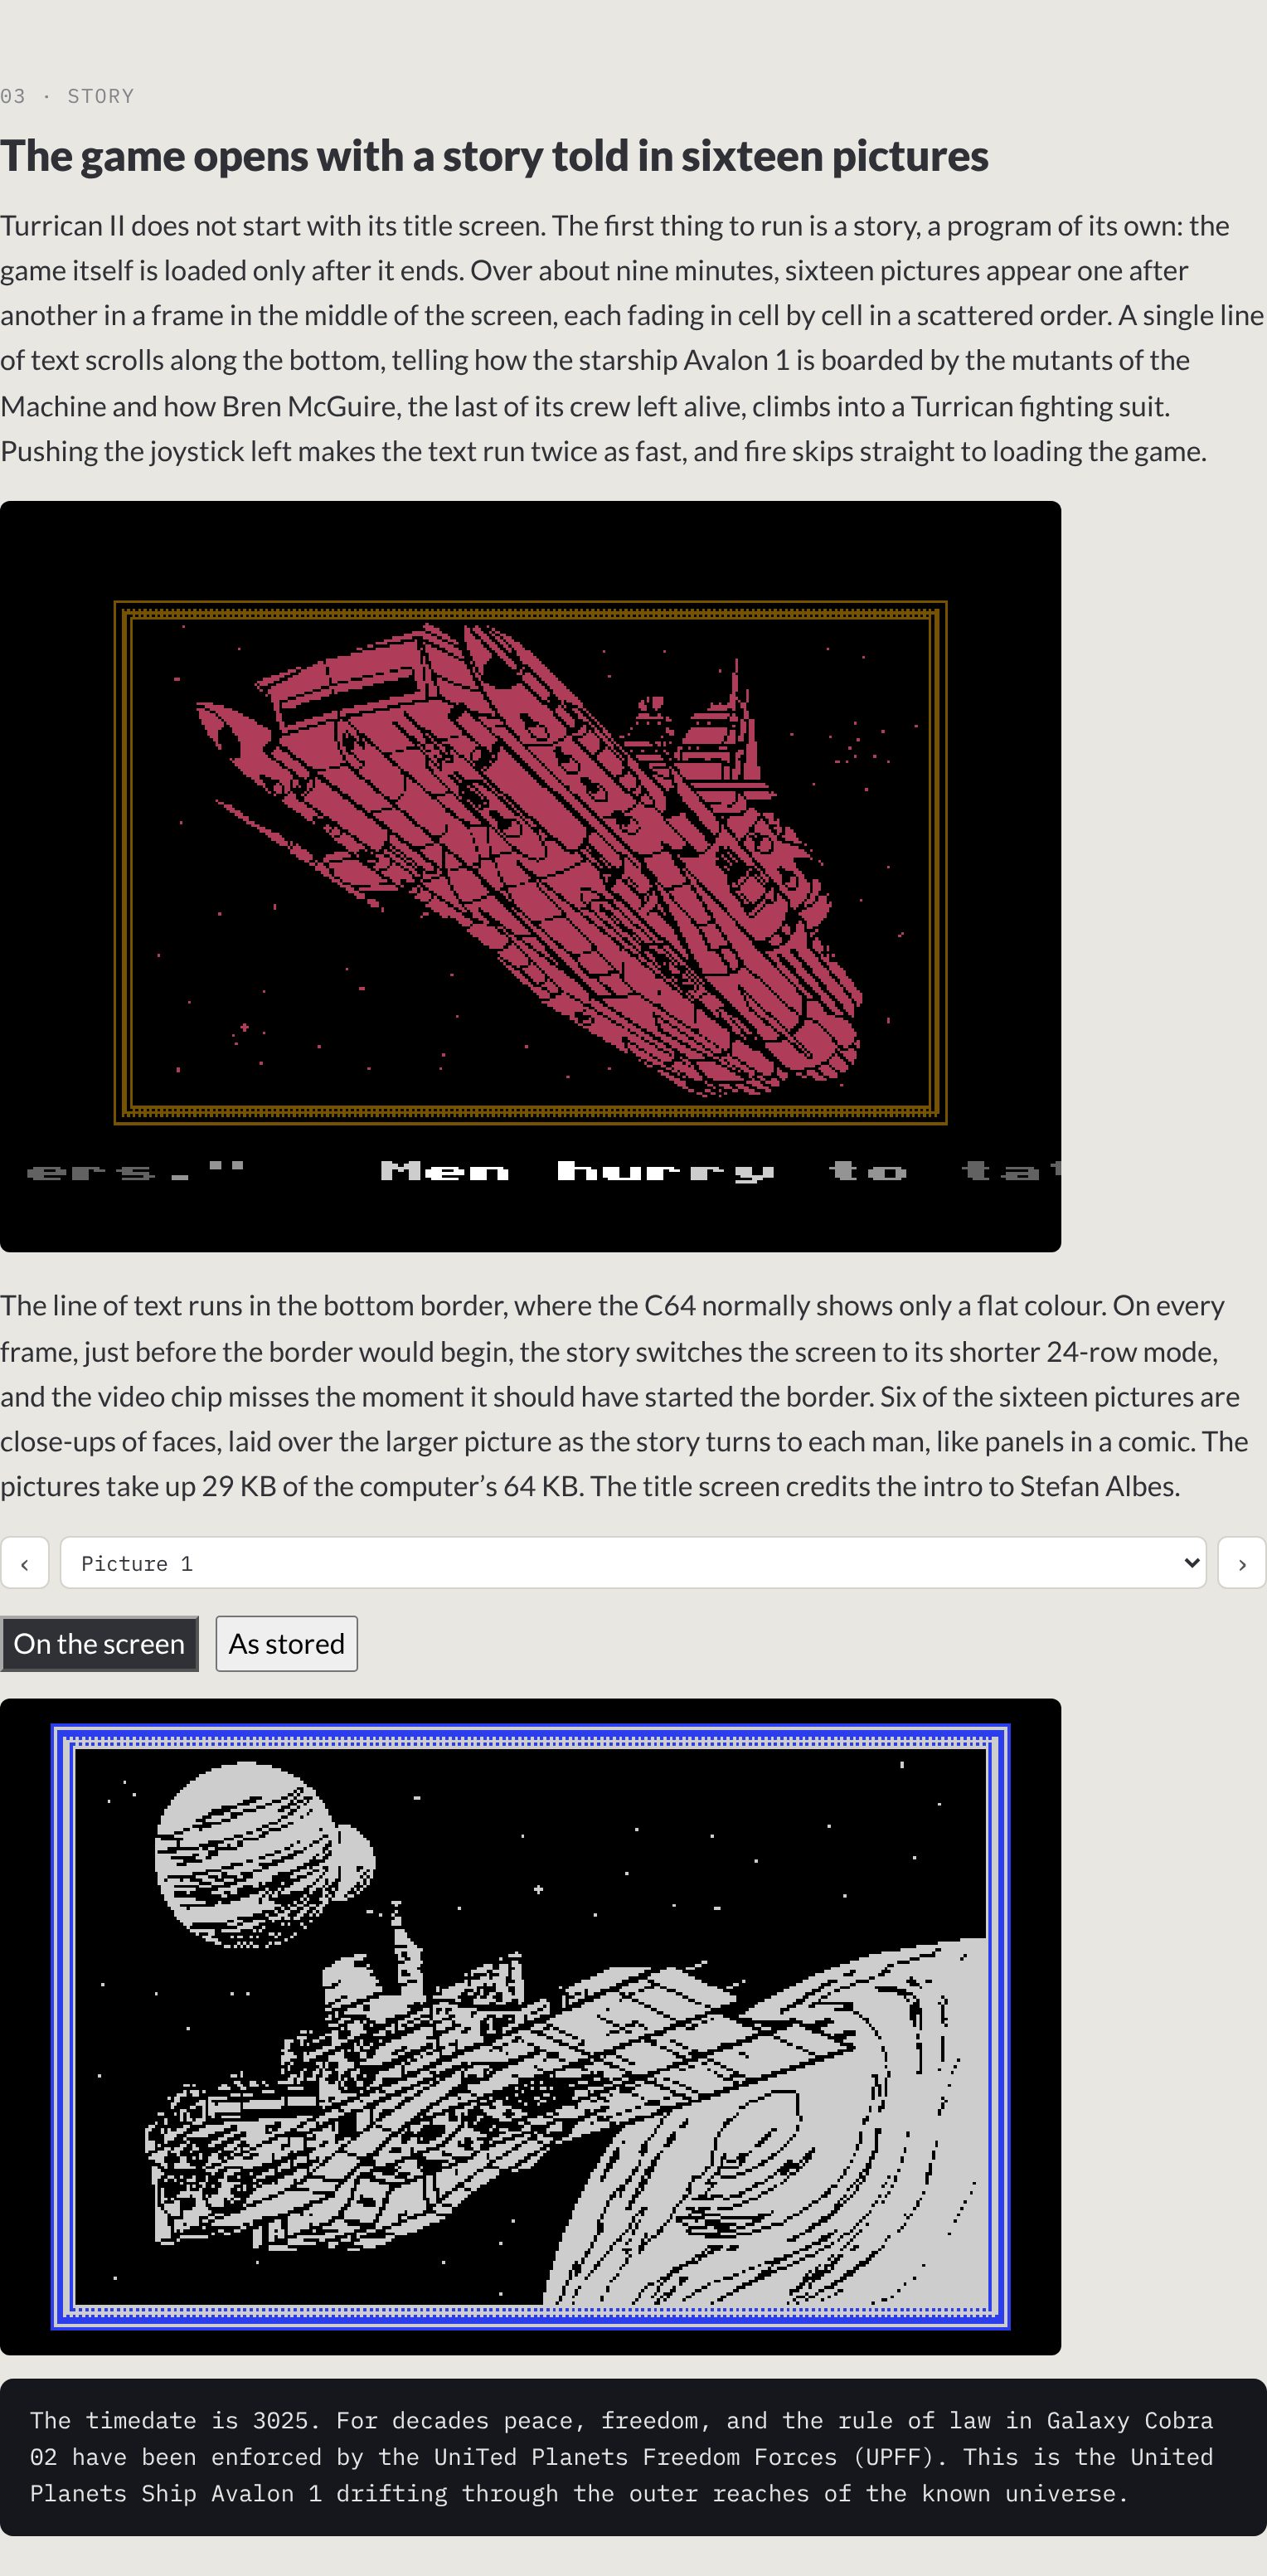 03 · STORY
The game opens with a story told in sixteen pictures
Turrican II does not start with its title screen. The first thing to run is a story, a program of its own: the
game itself is loaded only after it ends. Over about nine minutes, sixteen pictures appear one after
another in a frame in the middle of the screen, each fading in cell by cell in a scattered order. A single line
of text scrolls along the bottom, telling how the starship Avalon 1 is boarded by the mutants of the
Machine and how Bren McGuire, the last of its crew left alive, climbs into a Turrican fighting suit.
Pushing the joystick left makes the text run twice as fast, and fire skips straight to loading the game.
ers." Men hurry to tat
The line of text runs in the bottom border, where the C64 normally shows only a flat colour. On every
frame, just before the border would begin, the story switches the screen to its shorter 24-row mode,
and the video chip misses the moment it should have started the border. Six of the sixteen pictures are
close-ups of faces, laid over the larger picture as the story turns to each man, like panels in a comic. The
pictures take up 29 KB of the computer’s 64 KB. The title screen credits the intro to Stefan Albes.
‹ Picture 1 ›
On the screen As stored
The timedate is 3025. For decades peace, freedom, and the rule of law in Galaxy Cobra
02 have been enforced by the UniTed Planets Freedom Forces (UPFF). This is the United
Planets Ship Avalon 1 drifting through the outer reaches of the known universe.